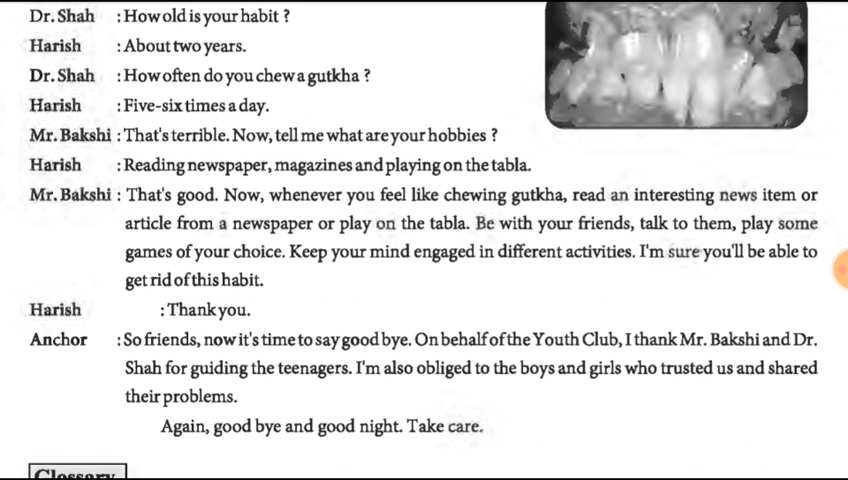 Dr. Shah : How old is your habit ?
Harish : About two years.
Dr. Shah : How often do you chew a gutkha ?
Harish : Five-six times a day.
Mr. Bakshi : That's terrible. Now, tell me what are your hobbies ?
Harish : Reading newspaper, magazines and playing on the tabla.
Mr. Bakshi : That's good. Now, whenever you feel like chewing gutkha, read an interesting news item or
article from a newspaper or play on the tabla. Be with your friends, talk to them, play some
games of your choice. Keep your mind engaged in different activities. I'm sure you'll be able to
get rid of this habit.
Harish : Thank you.
Anchor : So friends, now it's time to say good bye. On behalf of the Youth Club, I thank Mr. Bakshi and Dr.
Shah for guiding the teenagers. I'm also obliged to the boys and girls who trusted us and shared
their problems.
Again, good bye and good night. Take care.
Glossary